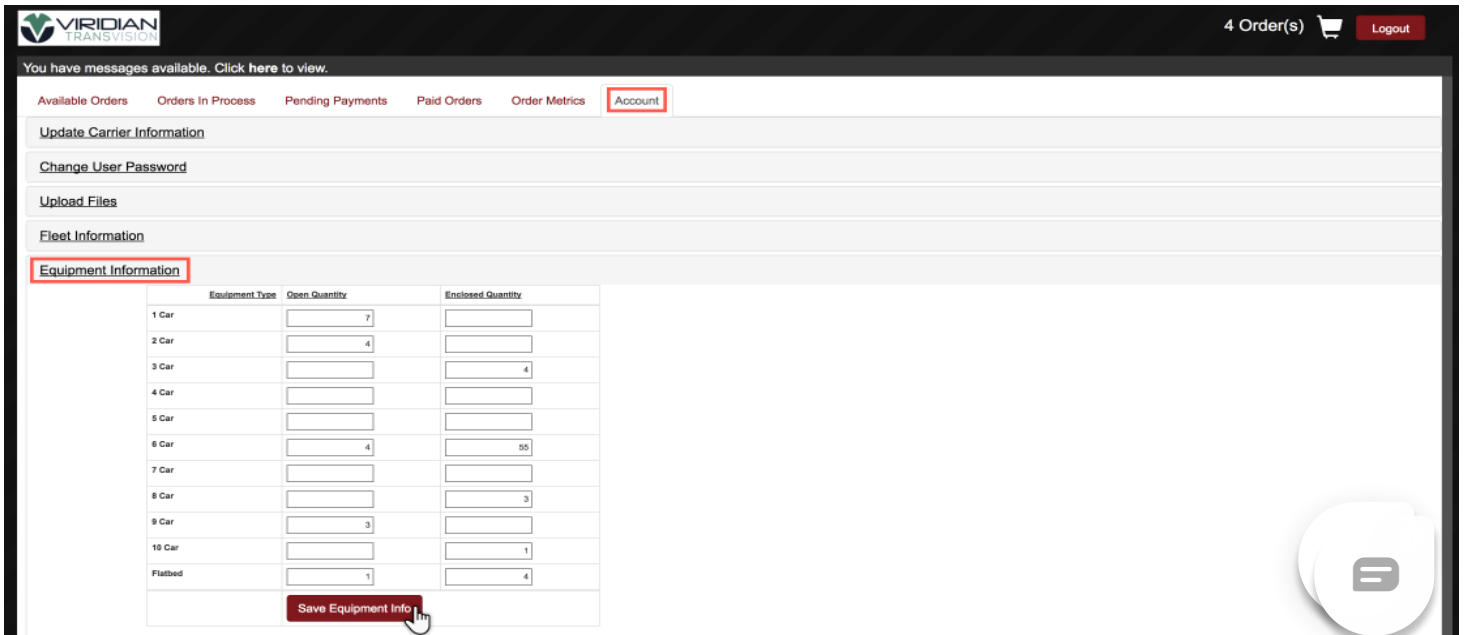 VIRIDIAN
TRANSVISION
4 Order(s) Logout
You have messages available. Click here to view.
Available Orders Orders In Process Pending Payments Paid Orders Order Metrics Account
Update Carrier Information
Change User Password
Upload Files
Fleet Information
Equipment Information
Equipment Type Open Quantity Enclosed Quantity
1 Car 7
2 Car 4
3 Car 4
4 Car
5 Car
6 Car 4 55
7 Car
8 Car 3
9 Car 3
10 Car 1
Flatbed 1 4
Save Equipment Info